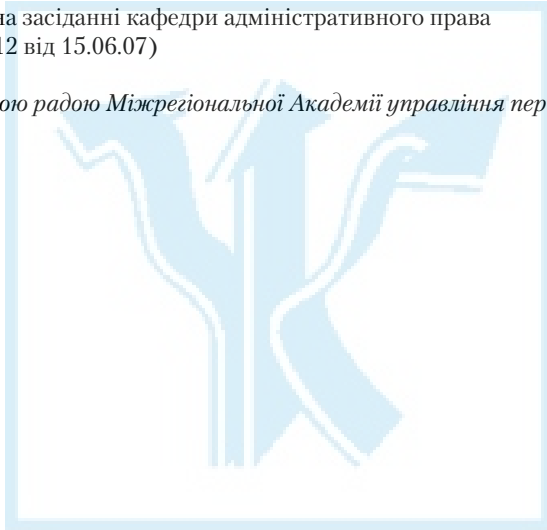 на засіданні кафедри адміністративного права
12 від 15.06.07)
ою радою Міжрегіональної Академії управління пер